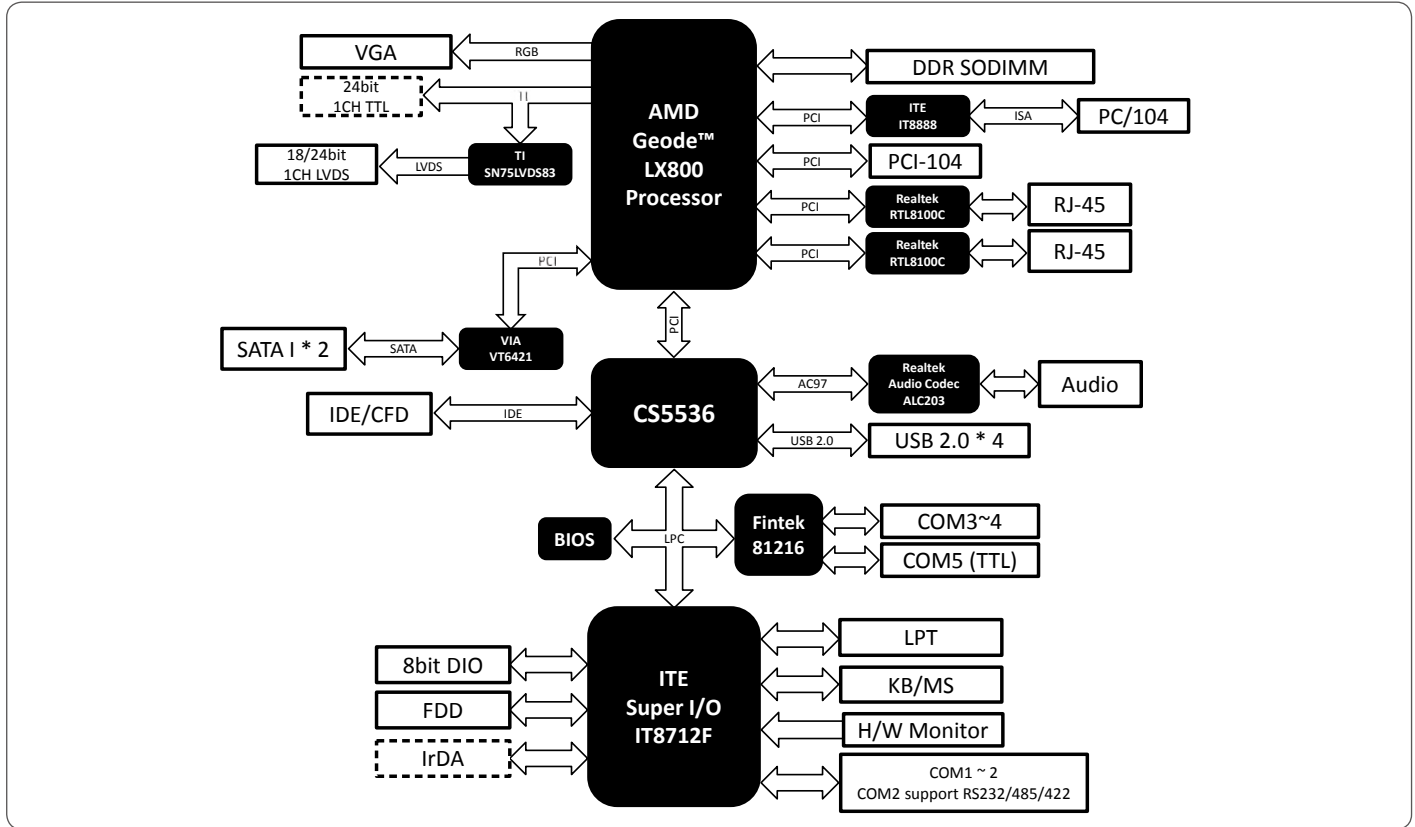 VGA
RGB
24bit
1CH TTL
18/24bit
1CH LVDS
LVDS
TI
SN75LVDS83
AMD
Geode™
LX800
Processor
DDR SODIMM
PCI
ITE
IT8888
ISA
PC/104
PCI
PCI-104
PCI
Realtek
RTL8100C
RJ-45
PCI
Realtek
RTL8100C
RJ-45
PCI
PCI
SATA I * 2
SATA
VIA
VT6421
IDE/CFD
IDE
CS5536
AC97
Realtek
Audio Codec
ALC203
Audio
USB 2.0
USB 2.0 * 4
BIOS
LPC
Fintek
81216
COM3~4
COM5 (TTL)
8bit DIO
FDD
IrDA
ITE
Super I/O
IT8712F
LPT
KB/MS
H/W Monitor
COM1 ~ 2
COM2 support RS232/485/422